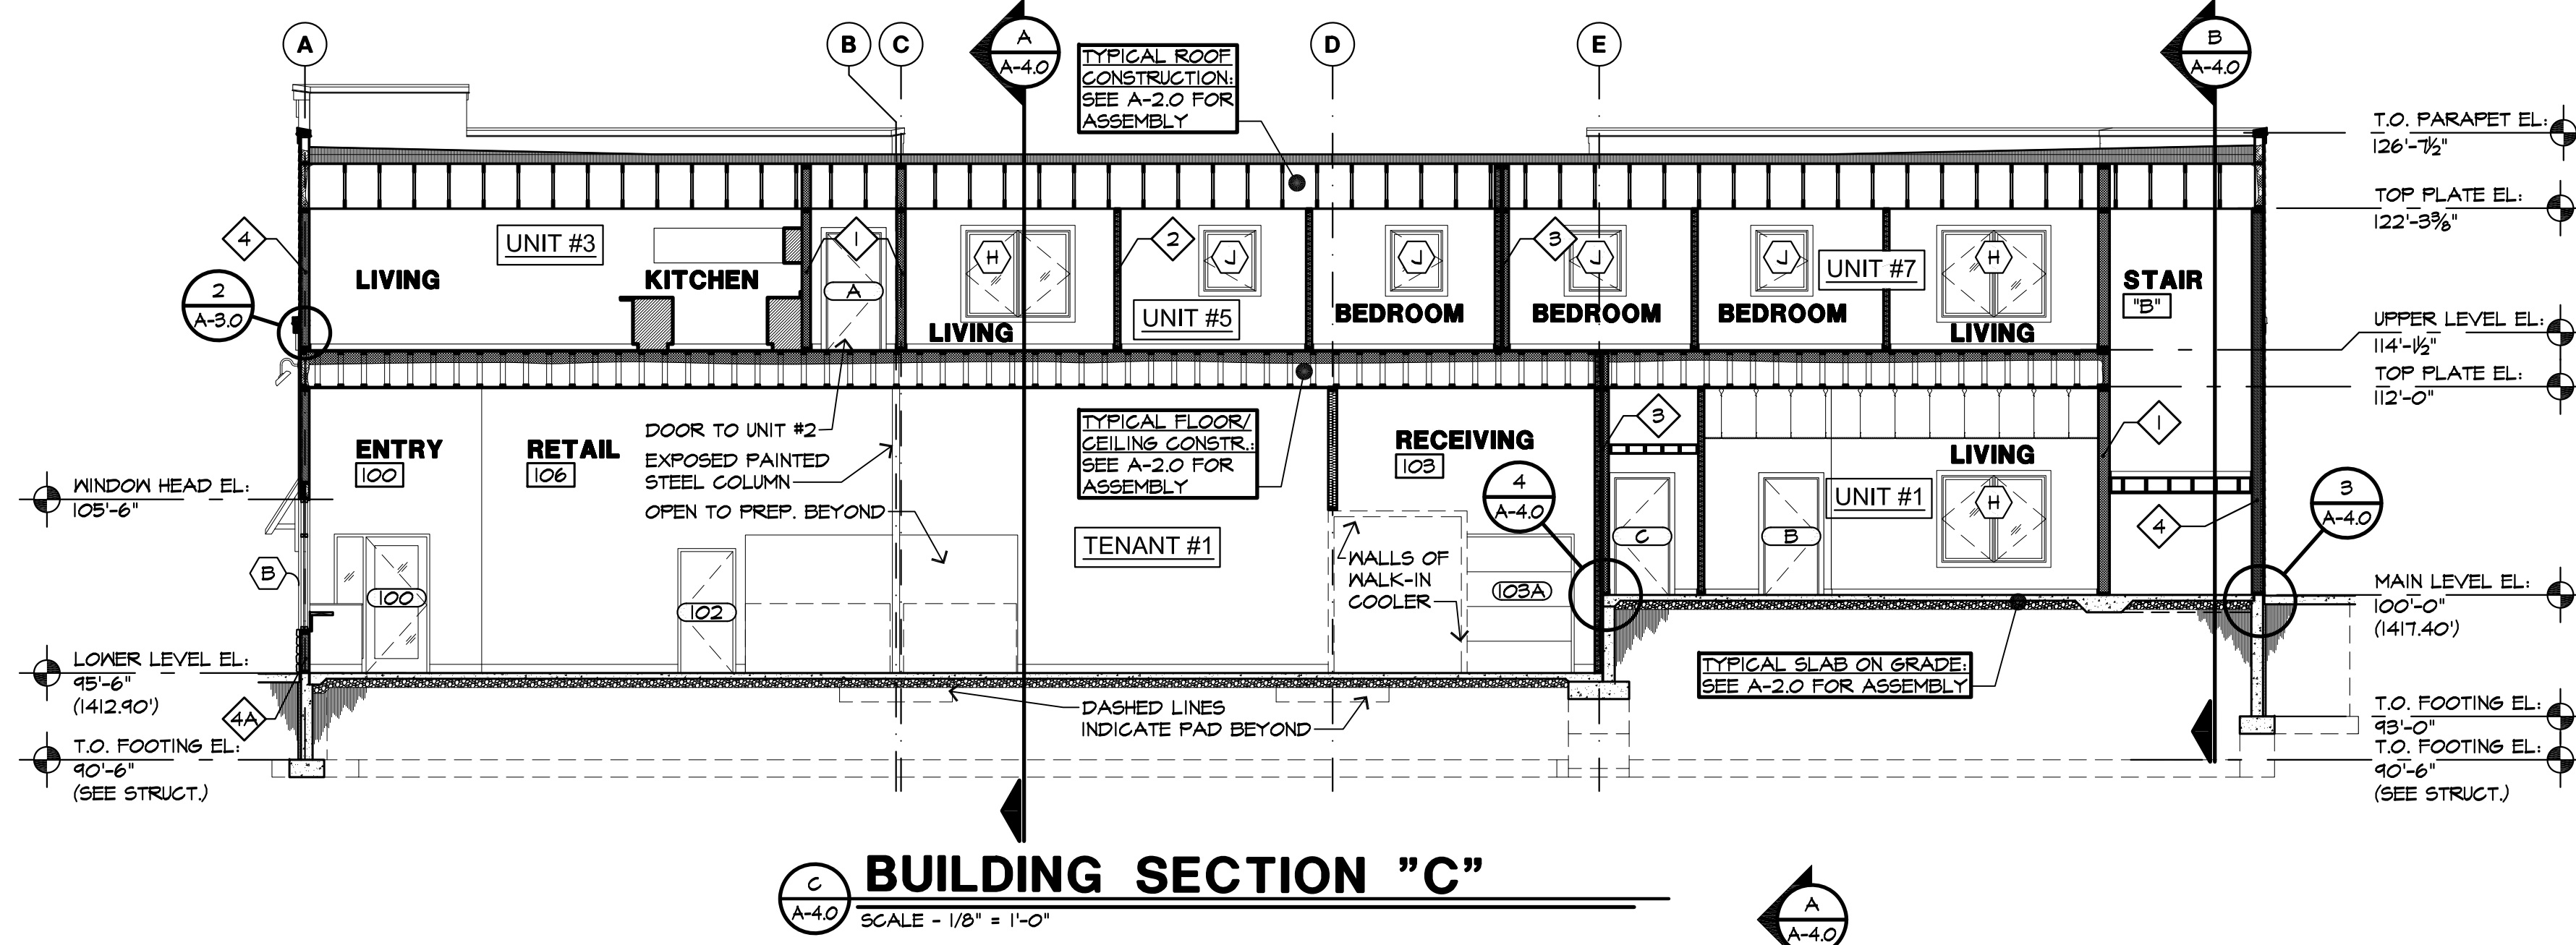 A
B
C
A
A-4.0
D
E
B
A-4.0
TYPICAL ROOF
CONSTRUCTION:
SEE A-2.0 FOR
ASSEMBLY
T.O. PARAPET EL:
126'-7½"
TOP PLATE EL:
122'-3⅜"
UPPER LEVEL EL:
114'-½"
TOP PLATE EL:
112'-0"
4
UNIT #3
LIVING
KITCHEN
A
1
H
LIVING
2
J
UNIT #5
J
BEDROOM
3
J
BEDROOM
J
BEDROOM
UNIT #7
H
LIVING
STAIR
"B"
2
A-3.0
DOOR TO UNIT #2
EXPOSED PAINTED
STEEL COLUMN
OPEN TO PREP. BEYOND
TYPICAL FLOOR/
CEILING CONSTR.:
SEE A-2.0 FOR
ASSEMBLY
ENTRY
100
RETAIL
106
RECEIVING
103
3
LIVING
1
WINDOW HEAD EL:
105'-6"
4
A-4.0
UNIT #1
H
C
B
4
3
A-4.0
TENANT #1
WALLS OF
WALK-IN
COOLER
103A
B
100
102
MAIN LEVEL EL:
100'-0"
(1417.40')
LOWER LEVEL EL:
95'-6"
(1412.90')
4A
TYPICAL SLAB ON GRADE:
SEE A-2.0 FOR ASSEMBLY
DASHED LINES
INDICATE PAD BEYOND
T.O. FOOTING EL:
93'-0"
T.O. FOOTING EL:
90'-6"
(SEE STRUCT.)
T.O. FOOTING EL:
90'-6"
(SEE STRUCT.)
C
A-4.0
BUILDING SECTION "C"
SCALE - 1/8" = 1'-0"
A
A-4.0